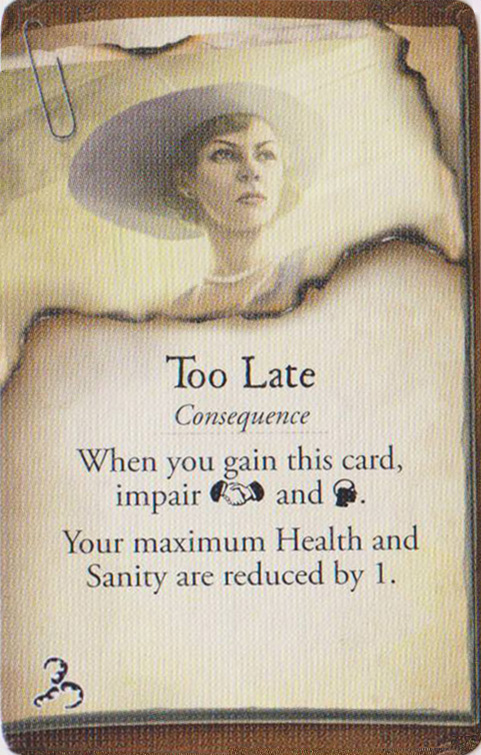 Too Late
Consequence
When you gain this card,
impair and .
Your maximum Health and
Sanity are reduced by 1.